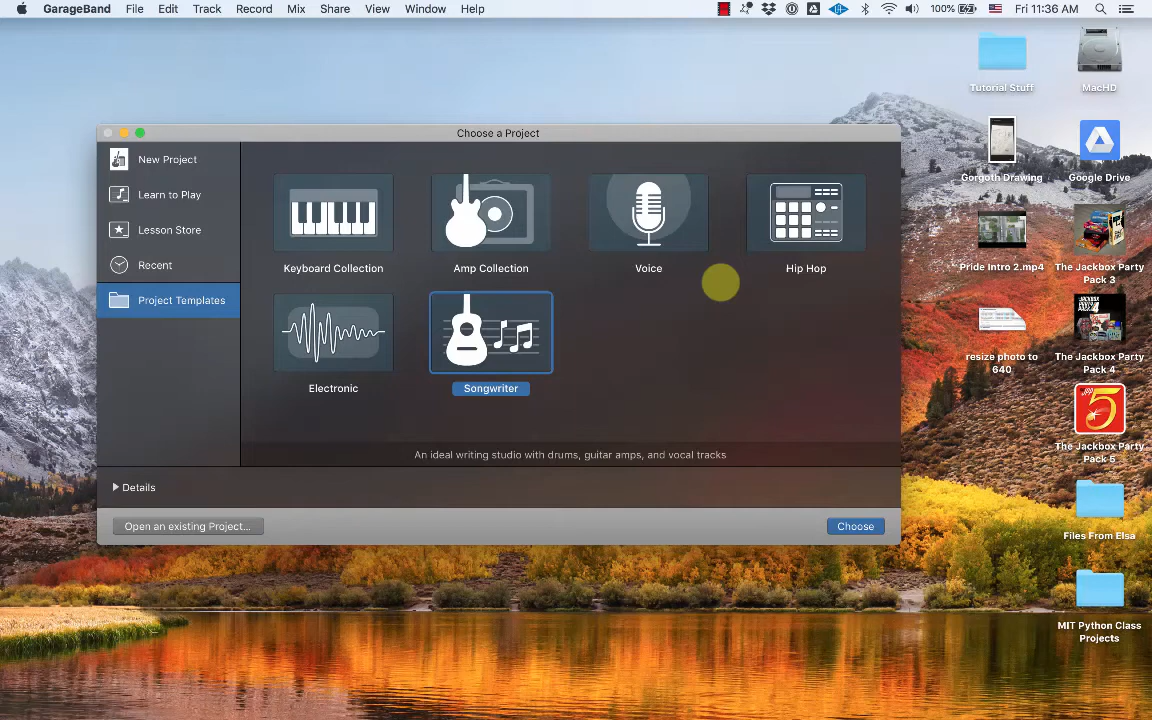 GarageBand File Edit Track Record Mix Share View Window Help 100% Fri 11:36 AM
Choose a Project
New Project
Learn to Play
Lesson Store
Recent
Project Templates
Keyboard Collection
Amp Collection
Voice
Hip Hop
Electronic
Songwriter
An ideal writing studio with drums, guitar amps, and vocal tracks
Details
Open an existing Project...
Choose
Tutorial Stuff
MacHD
Gorgoth Drawing
Google Drive
Pride Intro 2.mp4
The Jackbox Party
Pack 3
resize photo to
640
The Jackbox Party
Pack 4
5
The Jackbox Party
Pack 5
Files From Elsa
MIT Python Class
Projects